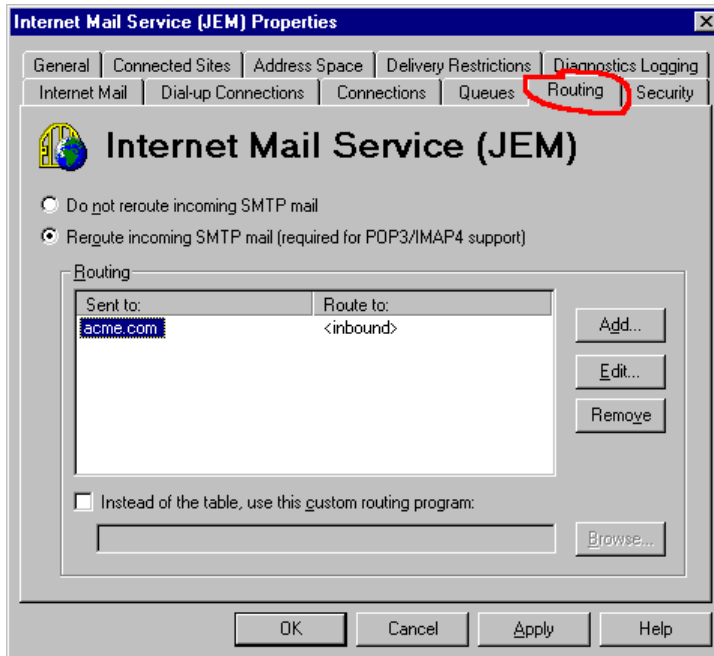 Internet Mail Service (JEM) Properties
General Connected Sites Address Space Delivery Restrictions Diagnostics Logging
Internet Mail Dial-up Connections Connections Queues Routing Security
Internet Mail Service (JEM)
Do not reroute incoming SMTP mail
Reroute incoming SMTP mail (required for POP3/IMAP4 support)
Routing
Sent to: Route to:
acme.com <inbound>
Add...
Edit...
Remove
Instead of the table, use this custom routing program:
Browse...
OK Cancel Apply Help